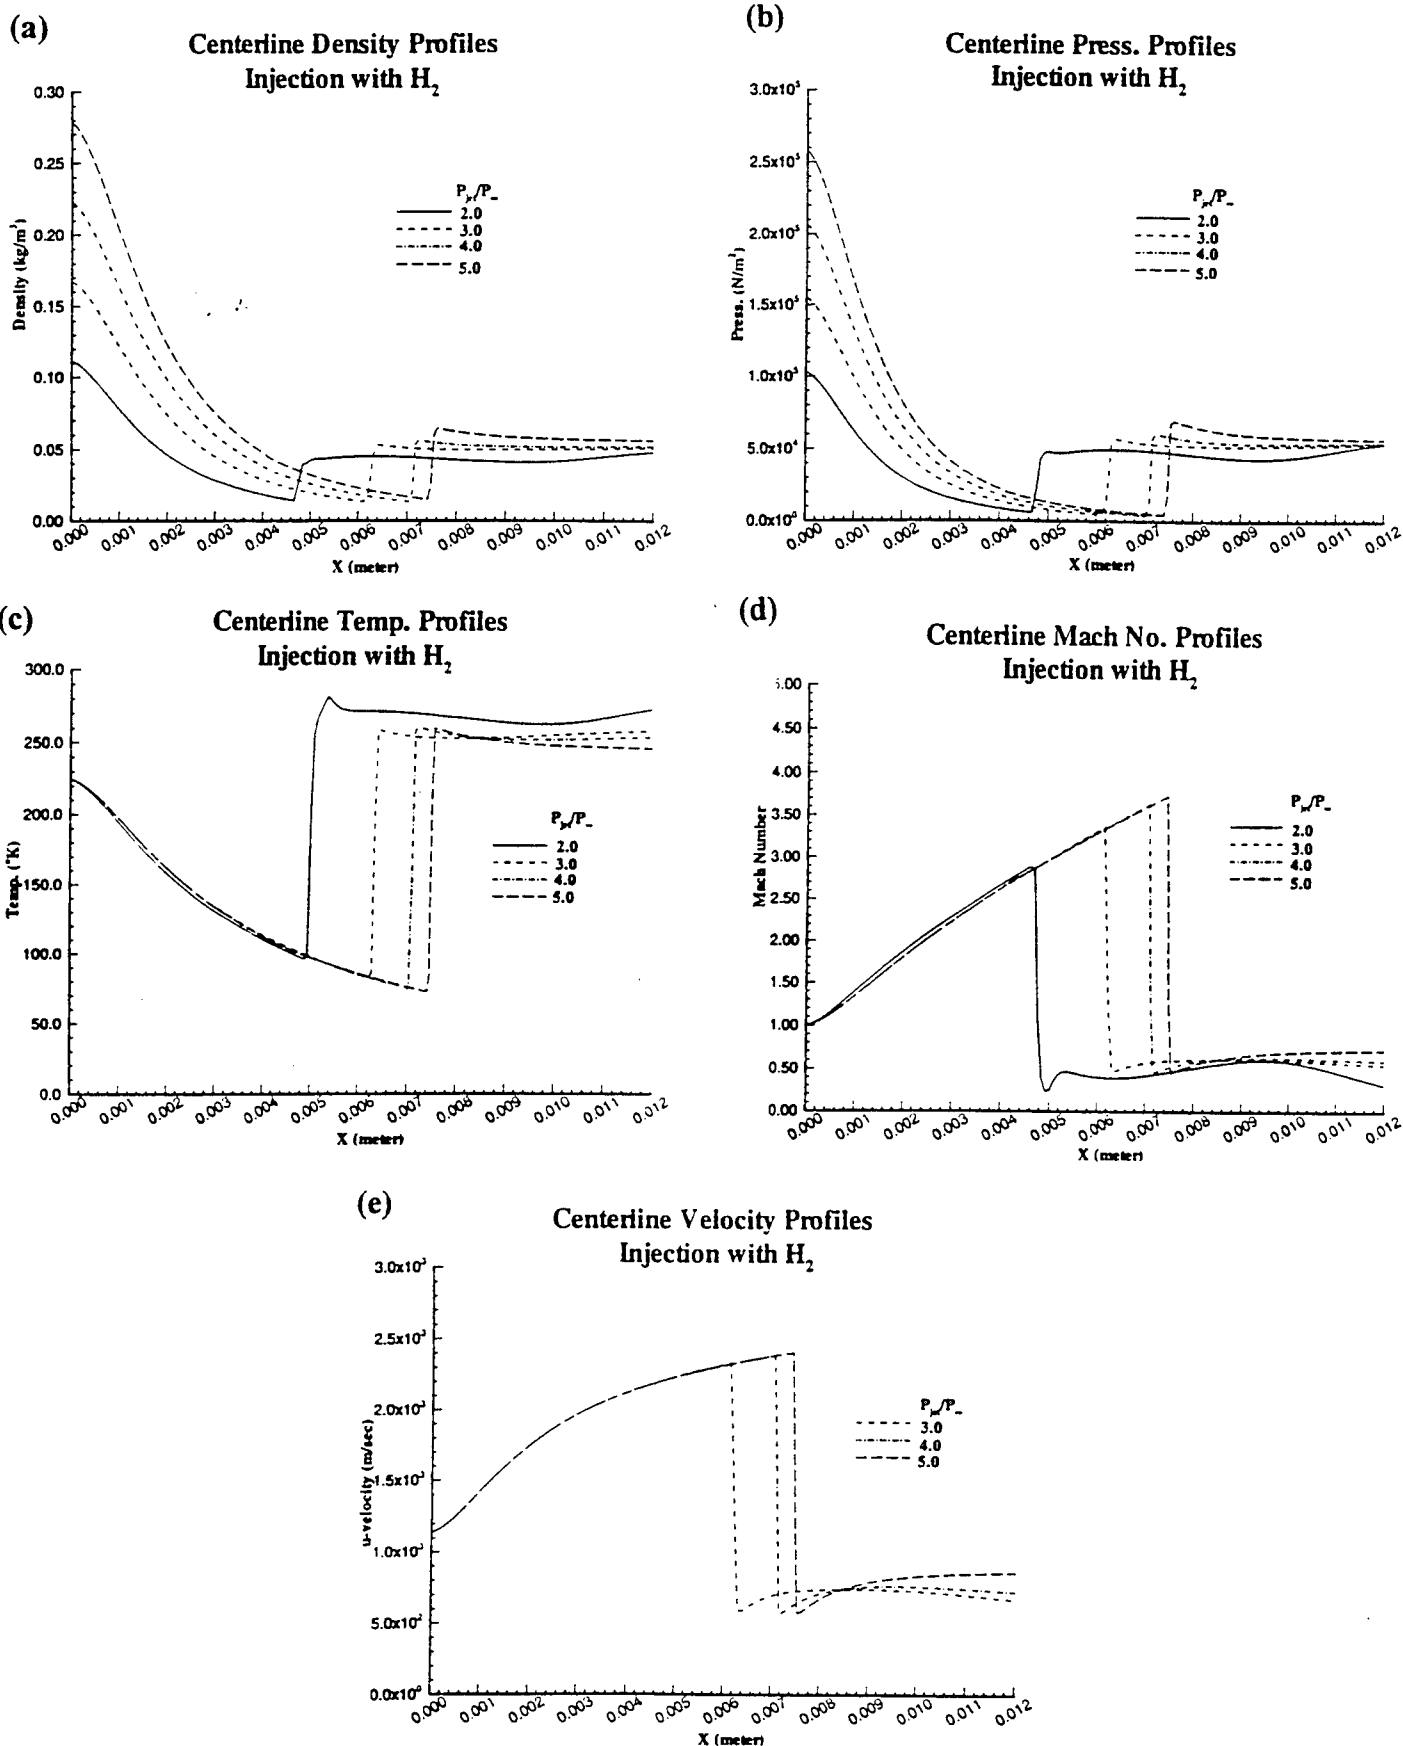 (a)
Centerline Density Profiles
Injection with H2
0.30
0.25
0.20
0.15
0.10
0.05
0.00
Density (kg/m³)
Pjet/P∞
2.0
3.0
4.0
5.0
0.000 0.001 0.002 0.003 0.004 0.005 0.006 0.007 0.008 0.009 0.010 0.011 0.012
X (meter)
(b)
Centerline Press. Profiles
Injection with H2
3.0x10⁵
2.5x10⁵
2.0x10⁵
1.5x10⁵
1.0x10⁵
5.0x10⁴
0.0x10⁰
Press. (N/m²)
Pjet/P∞
2.0
3.0
4.0
5.0
0.000 0.001 0.002 0.003 0.004 0.005 0.006 0.007 0.008 0.009 0.010 0.011 0.012
X (meter)
(c)
Centerline Temp. Profiles
Injection with H2
300.0
250.0
200.0
150.0
100.0
50.0
0.0
Temp. (°K)
Pjet/P∞
2.0
3.0
4.0
5.0
0.000 0.001 0.002 0.003 0.004 0.005 0.006 0.007 0.008 0.009 0.010 0.011 0.012
X (meter)
(d)
Centerline Mach No. Profiles
Injection with H2
5.00
4.50
4.00
3.50
3.00
2.50
2.00
1.50
1.00
0.50
0.00
Mach Number
Pjet/P∞
2.0
3.0
4.0
5.0
0.000 0.001 0.002 0.003 0.004 0.005 0.006 0.007 0.008 0.009 0.010 0.011 0.012
X (meter)
(e)
Centerline Velocity Profiles
Injection with H2
3.0x10³
2.5x10³
2.0x10³
1.5x10³
1.0x10³
5.0x10²
0.0x10⁰
u-velocity (m/sec)
Pjet/P∞
3.0
4.0
5.0
0.000 0.001 0.002 0.003 0.004 0.005 0.006 0.007 0.008 0.009 0.010 0.011 0.012
X (meter)